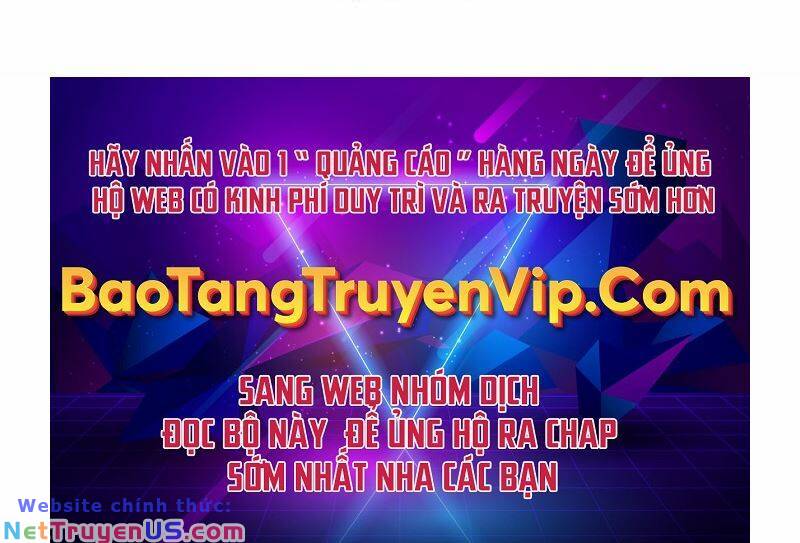 HÃY NHẤN VÀO 1 “ QUẢNG CÁO ” HÀNG NGÀY ĐỂ ỦNG
HỘ WEB CÓ KINH PHÍ DUY TRÌ VÀ RA TRUYỆN SỚM HƠN
BaoTangTruyenVip.Com
SANG WEB NHÓM DỊCH
ĐỌC BỘ NÀY ĐỂ ỦNG HỘ RA CHAP
SỚM NHẤT NHA CÁC BẠN
Website chính thức:
NetTruyenUS.com